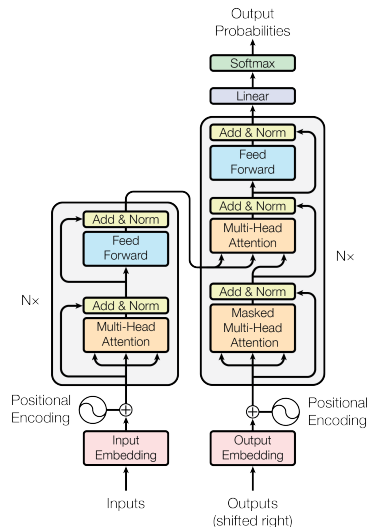 Output
Probabilities
Softmax
Linear
Add & Norm
Feed
Forward
Add & Norm
Multi-Head
Attention
Add & Norm
Masked
Multi-Head
Attention
N×
Add & Norm
Feed
Forward
Add & Norm
Multi-Head
Attention
N×
Positional
Encoding
Positional
Encoding
Input
Embedding
Output
Embedding
Inputs
Outputs
(shifted right)